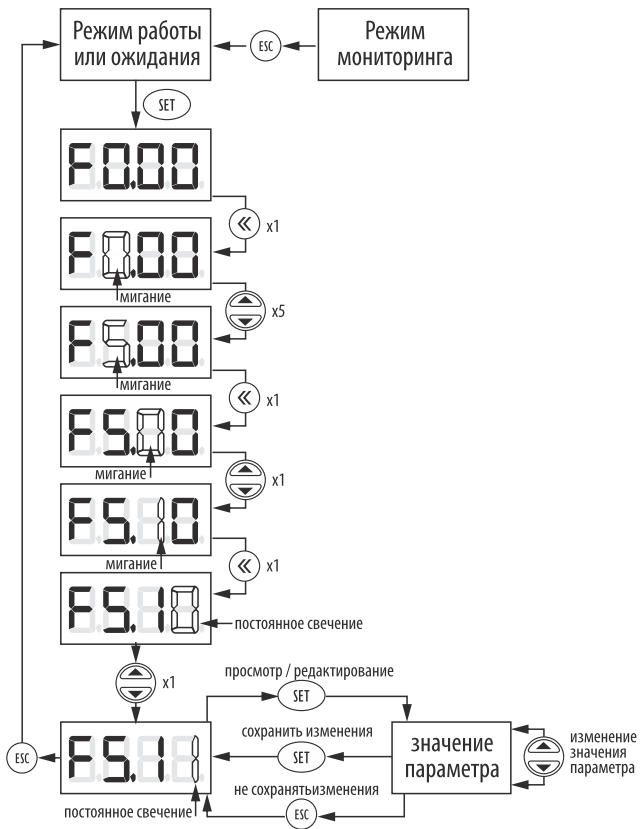 Режим работы
или ожидания
ESC
Режим
мониторинга
SET
F0.00
x1
F0.00
мигание
x5
F5.00
мигание
x1
F5.00
мигание
x1
F5.10
мигание
x1
F5.10
постоянное свечение
x1
просмотр / редактирование
SET
ESC
F5.11
сохранить изменения
SET
значение
параметра
изменение
значения
параметра
постоянное свечение
не сохранятьизменения
ESC